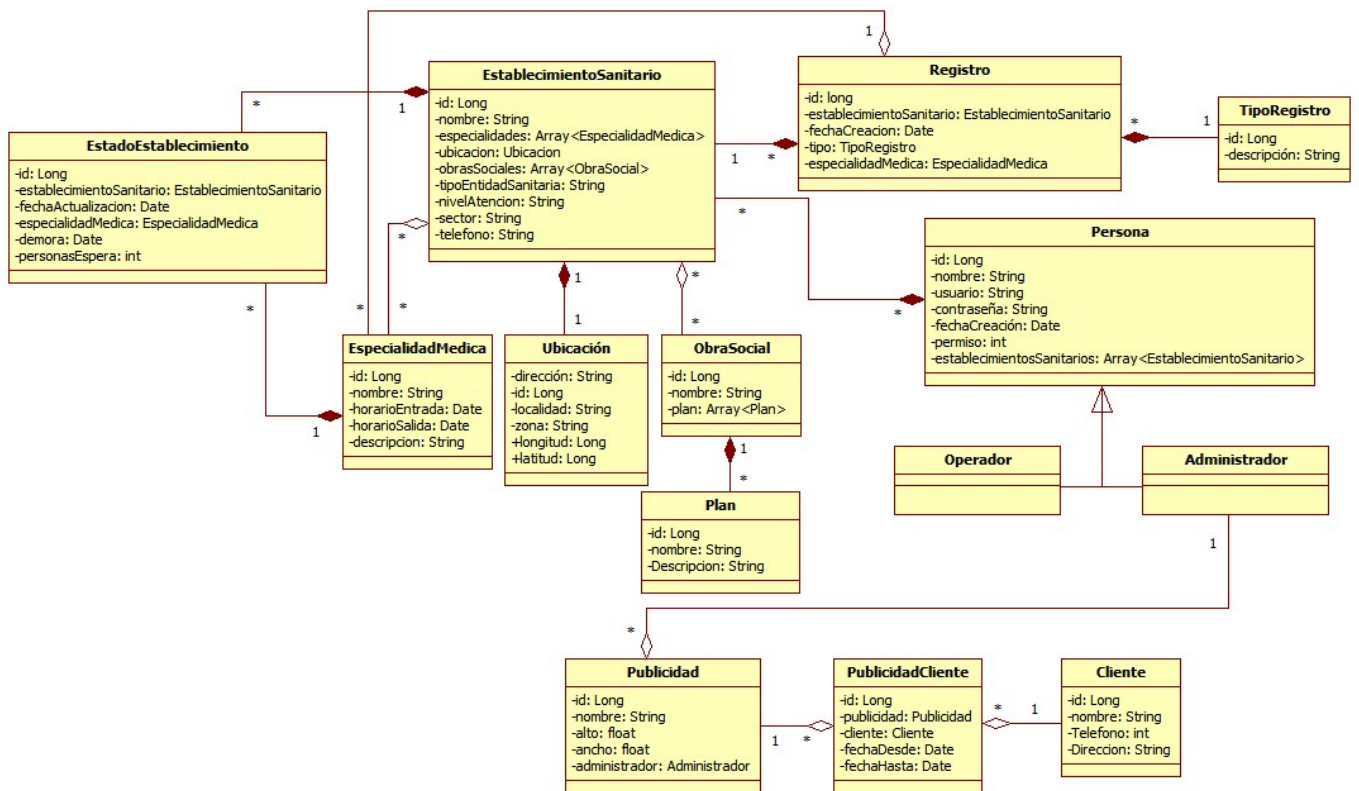 EstablecimientoSanitario
-id: Long
-nombre: String
-especialidades: Array<EspecialidadMedica>
-ubicacion: Ubicacion
-obrasSociales: Array<ObraSocial>
-tipoEntidadSanitaria: String
-nivelAtencion: String
-sector: String
-telefono: String
1
Registro
-id: long
-establecimientoSanitario: EstablecimientoSanitario
-fechaCreacion: Date
-tipo: TipoRegistro
-especialidadMedica: EspecialidadMedica
*
1
TipoRegistro
-id: Long
-descripción: String
*
1
EstadoEstablecimiento
-id: Long
-establecimientoSanitario: EstablecimientoSanitario
-fechaActualizacion: Date
-especialidadMedica: EspecialidadMedica
-demora: Date
-personasEspera: int
1
*
*
*
Persona
-id: Long
-nombre: String
-usuario: String
-contraseña: String
-fechaCreación: Date
-permiso: int
-establecimientosSanitarios: Array<EstablecimientoSanitario>
*
1
*
*
*
*
1
*
*
1
EspecialidadMedica
-id: Long
-nombre: String
-horarioEntrada: Date
-horarioSalida: Date
-descripcion: String
Ubicación
-dirección: String
-id: Long
-localidad: String
-zona: String
+longitud: Long
+latitud: Long
ObraSocial
-id: Long
-nombre: String
-plan: Array<Plan>
1
*
Plan
-id: Long
-nombre: String
-Descripcion: String
Operador
Administrador
1
*
Publicidad
-id: Long
-nombre: String
-alto: float
-ancho: float
-administrador: Administrador
1
*
PublicidadCliente
-id: Long
-publicidad: Publicidad
-cliente: Cliente
-fechaDesde: Date
-fechaHasta: Date
*
1
Cliente
-id: Long
-nombre: String
-Telefono: int
-Direccion: String